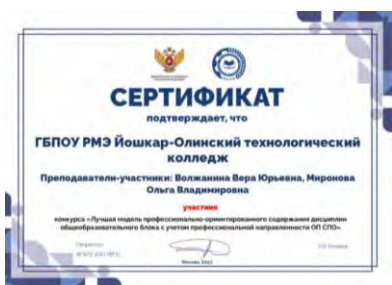 СЕРТИФИКАТ
подтверждает, что
ГБПОУ РМЭ Йошкар-Олинский технологический
колледж
Преподаватели-участники: Волжанина Вера Юрьевна, Миронова
Ольга Владимировна
участник
конкурса «Лучшая модель профессионально-ориентированного содержания дисциплин
общеобразовательного блока с учетом профессиональной направленности ОП СПО»